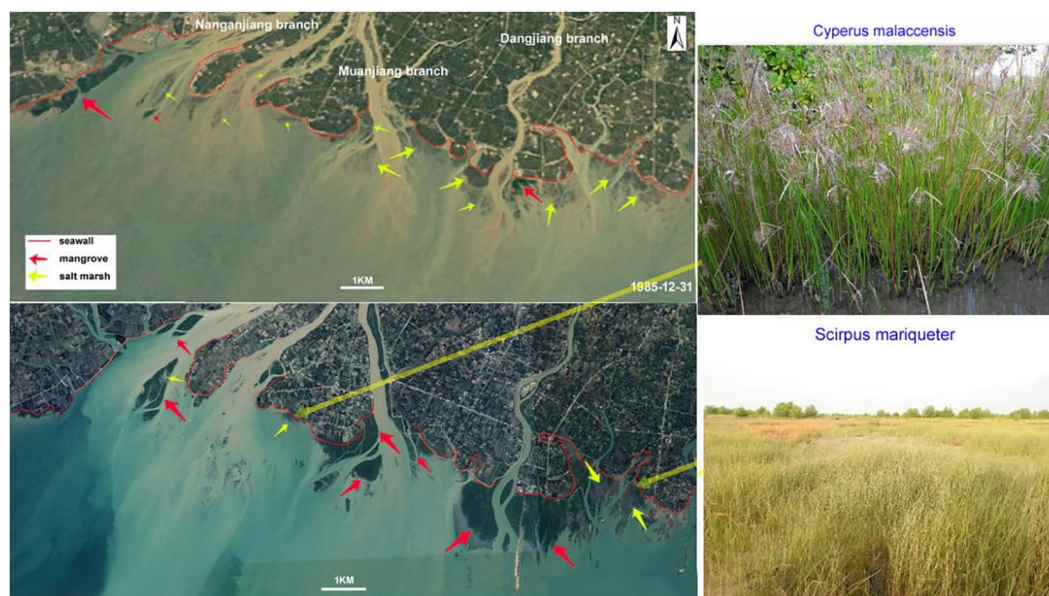 Nanganjiang branch
Muanjiang branch
Dangjiang branch
N
seawall
mangrove
salt marsh
1KM
1985-12-31
1KM
Cyperus malaccensis
Scirpus mariqueter